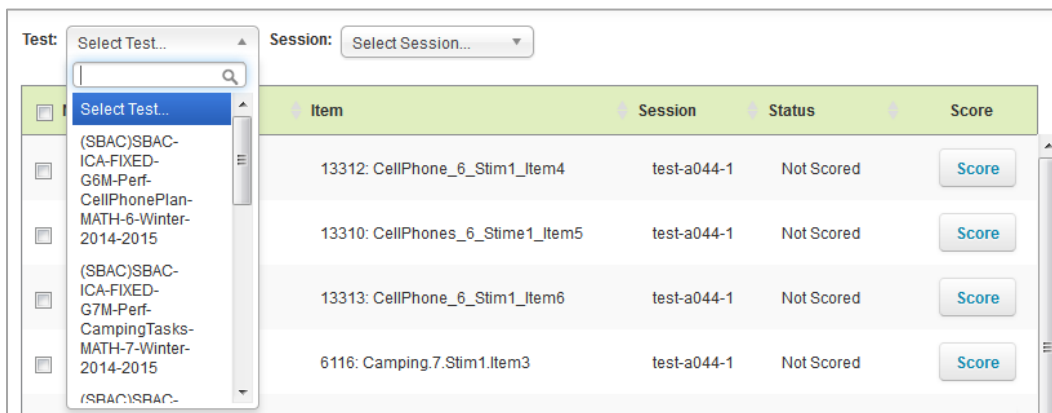 Test: Select Test... Session: Select Session...
Select Test...
Item Session Status Score
(SBAC)SBAC-
ICA-FIXED-
G6M-Perf-
CellPhonePlan-
MATH-6-Winter-
2014-2015
13312: CellPhone_6_Stim1_Item4 test-a044-1 Not Scored Score
13310: CellPhones_6_Stime1_Item5 test-a044-1 Not Scored Score
(SBAC)SBAC-
ICA-FIXED-
G7M-Perf-
CampingTasks-
MATH-7-Winter-
2014-2015
13313: CellPhone_6_Stim1_Item6 test-a044-1 Not Scored Score
6116: Camping.7.Stim1.Item3 test-a044-1 Not Scored Score
(SBAC)SBAC-